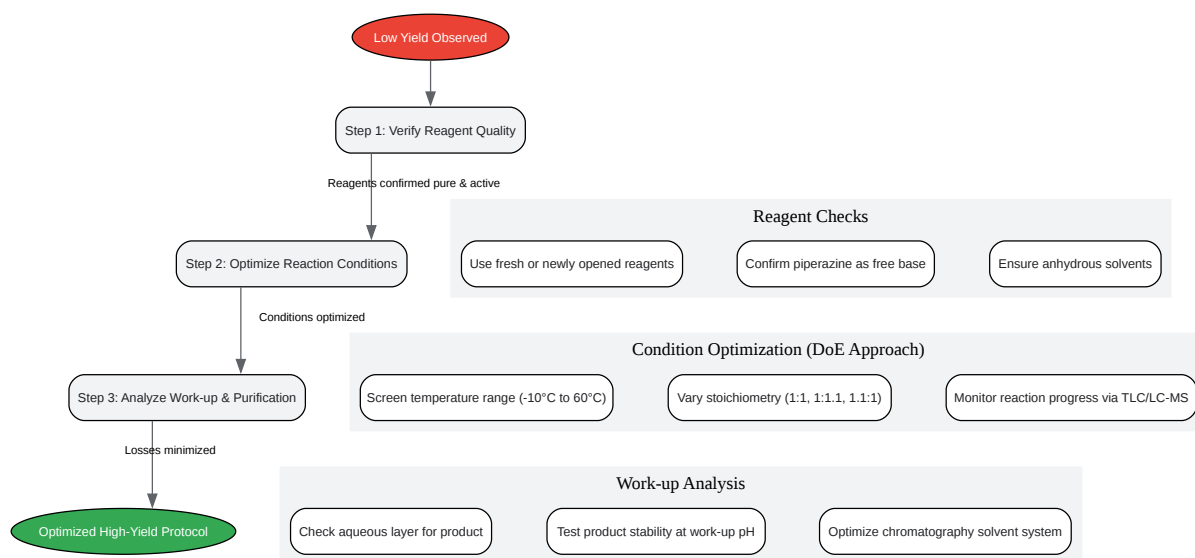 Low Yield Observed
Step 1: Verify Reagent Quality
Reagents confirmed pure & active
Reagent Checks
Step 2: Optimize Reaction Conditions
Use fresh or newly opened reagents
Confirm piperazine as free base
Ensure anhydrous solvents
Conditions optimized
Condition Optimization (DoE Approach)
Step 3: Analyze Work-up & Purification
Screen temperature range (-10°C to 60°C)
Vary stoichiometry (1:1, 1:1.1, 1.1:1)
Monitor reaction progress via TLC/LC-MS
Losses minimized
Work-up Analysis
Optimized High-Yield Protocol
Check aqueous layer for product
Test product stability at work-up pH
Optimize chromatography solvent system